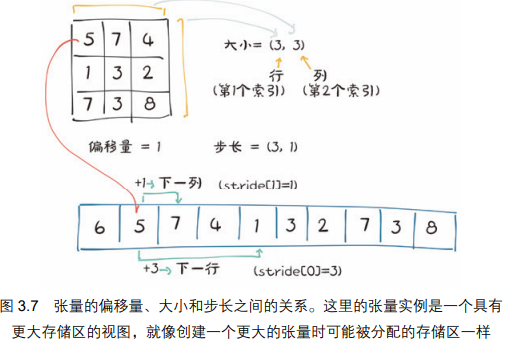 5 7 4
1 3 2
7 3 8
大小= (3, 3)
行 列
(第1个索引) (第2个索引)
偏移量 = 1 步长 = (3, 1)
+1→下一列 (stride[1]=1)
6 5 7 4 1 3 2 7 3 8
+3→下一行 (stride[0]=3)
图 3.7 张量的偏移量、大小和步长之间的关系。这里的张量实例是一个具有
更大存储区的视图，就像创建一个更大的张量时可能被分配的存储区一样